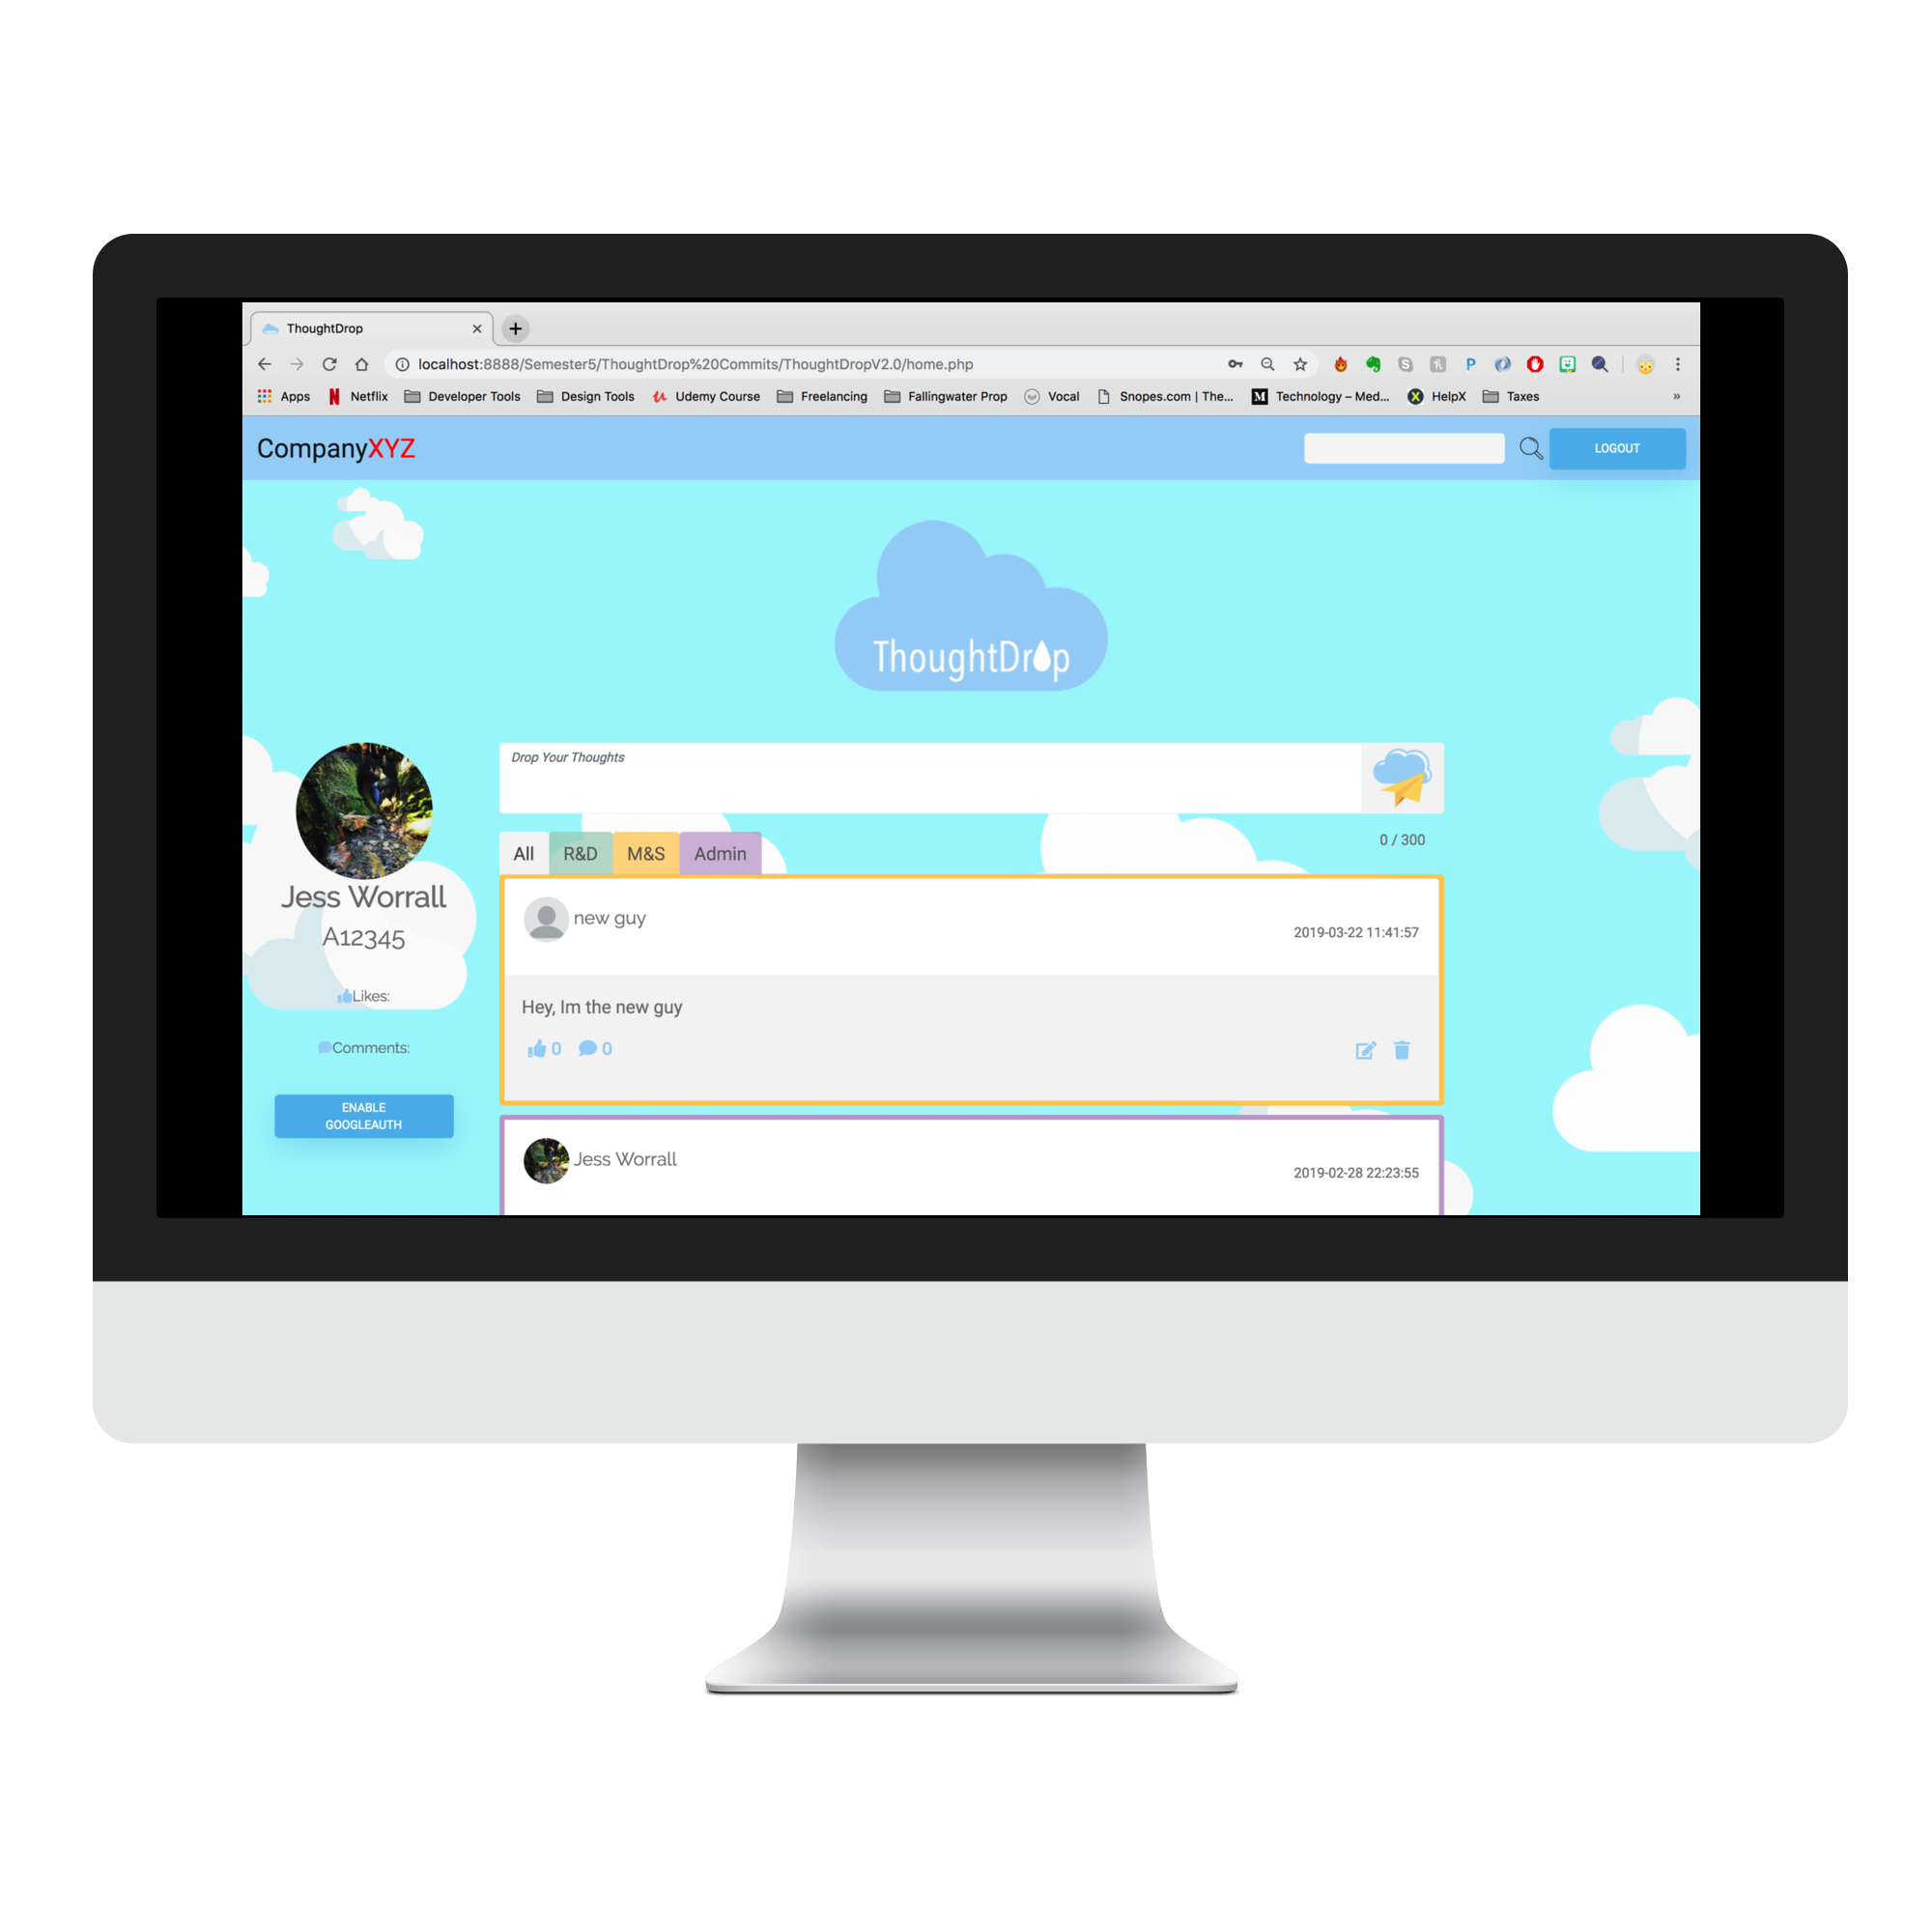 ThoughtDrop
localhost:8888/Semester5/ThoughtDrop%20Commits/ThoughtDropV2.0/home.php
Apps Netflix Developer Tools Design Tools Udemy Course Freelancing Fallingwater Prop Vocal Snopes.com | The... M Technology – Med... X HelpX Taxes »
CompanyXYZ
LOGOUT
ThoughtDrop
Drop Your Thoughts
0 / 300
All R&D M&S Admin
Jess Worrall
A12345
Likes:
Comments:
ENABLE
GOOGLEAUTH
new guy
2019-03-22 11:41:57
Hey, Im the new guy
0 0
Jess Worrall
2019-02-28 22:23:55